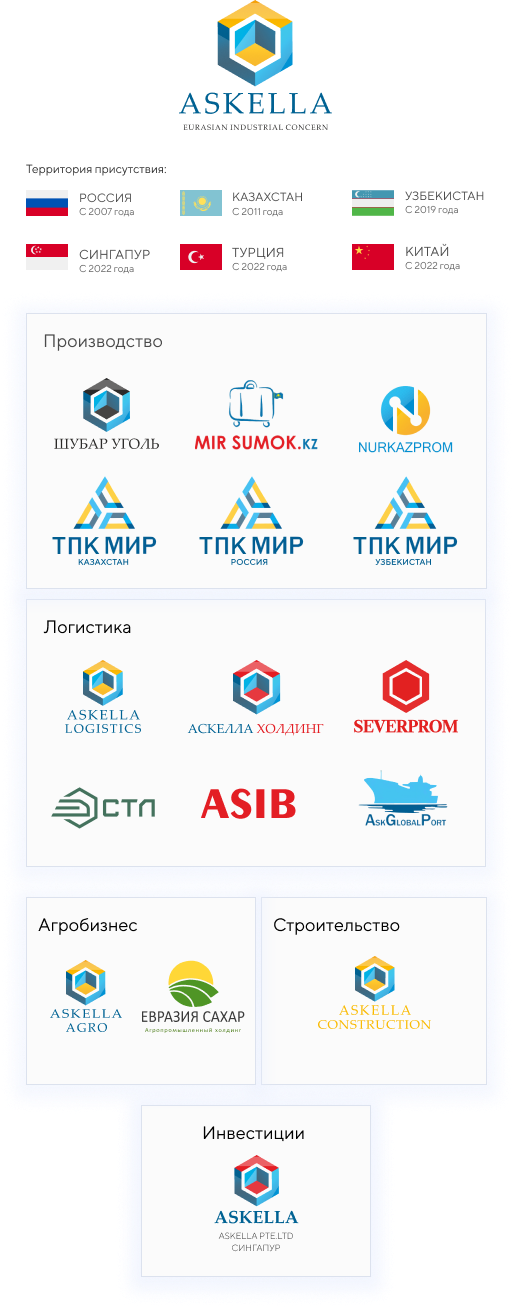 ASKELLA
EURASIAN INDUSTRIAL CONCERN
Территория присутствия:
РОССИЯ
С 2007 года
КАЗАХСТАН
С 2011 года
УЗБЕКИСТАН
С 2019 года
СИНГАПУР
С 2022 года
ТУРЦИЯ
С 2022 года
КИТАЙ
С 2022 года
Производство
ШУБАР УГОЛЬ
MIR SUMOK.KZ
NURKAZPROM
ТПК МИР
КАЗАХСТАН
ТПК МИР
РОССИЯ
ТПК МИР
УЗБЕКИСТАН
Логистика
ASKELLA
LOGISTICS
АСКЕЛЛА ХОЛДИНГ
SEVERPROM
СТЛ
ASIB
ASKGLOBALPORT
Агробизнес
ASKELLA
AGRO
ЕВРАЗИЯ САХАР
Агропромышленный холдинг
Строительство
ASKELLA
CONSTRUCTION
Инвестиции
ASKELLA
ASKELLA PTE.LTD
СИНГАПУР